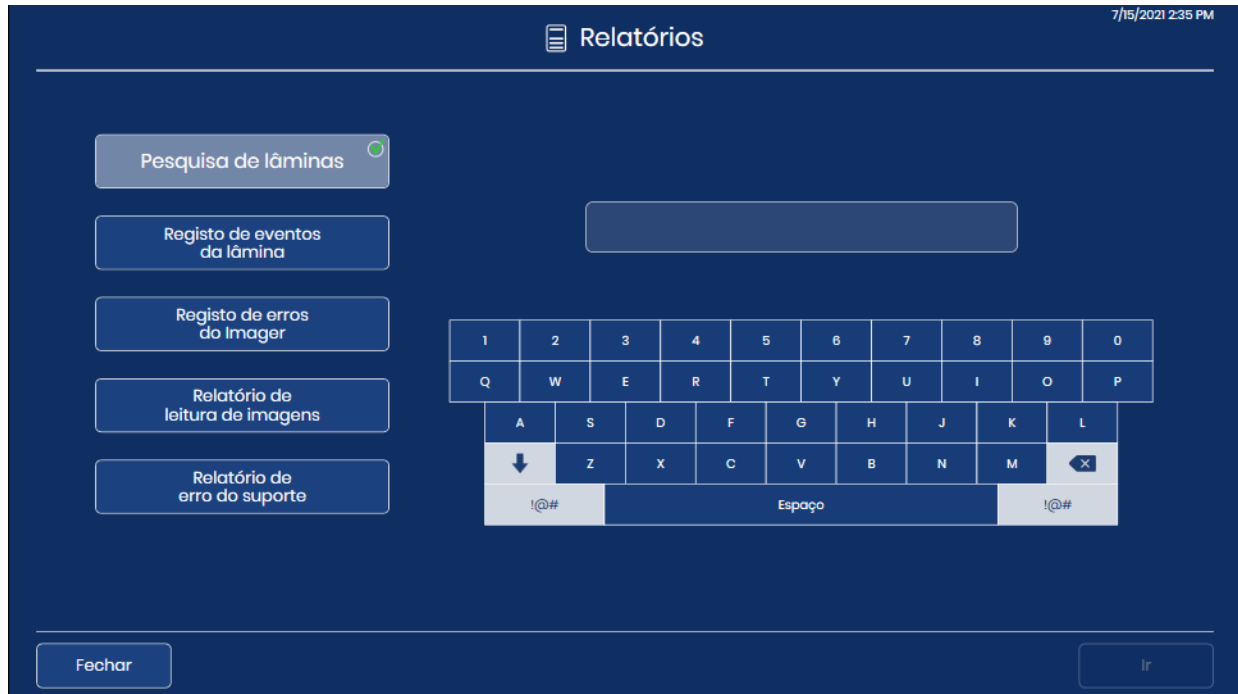 7/15/2021 2:35 PM
Relatórios
Pesquisa de lâminas
Registo de eventos
da lâmina
Registo de erros
do Imager
Relatório de
leitura de imagens
Relatório de
erro do suporte
1 2 3 4 5 6 7 8 9 0
Q W E R T Y U I O P
A S D F G H J K L
Z X C V B N M
!@# Espaço !@#
Fechar
Ir